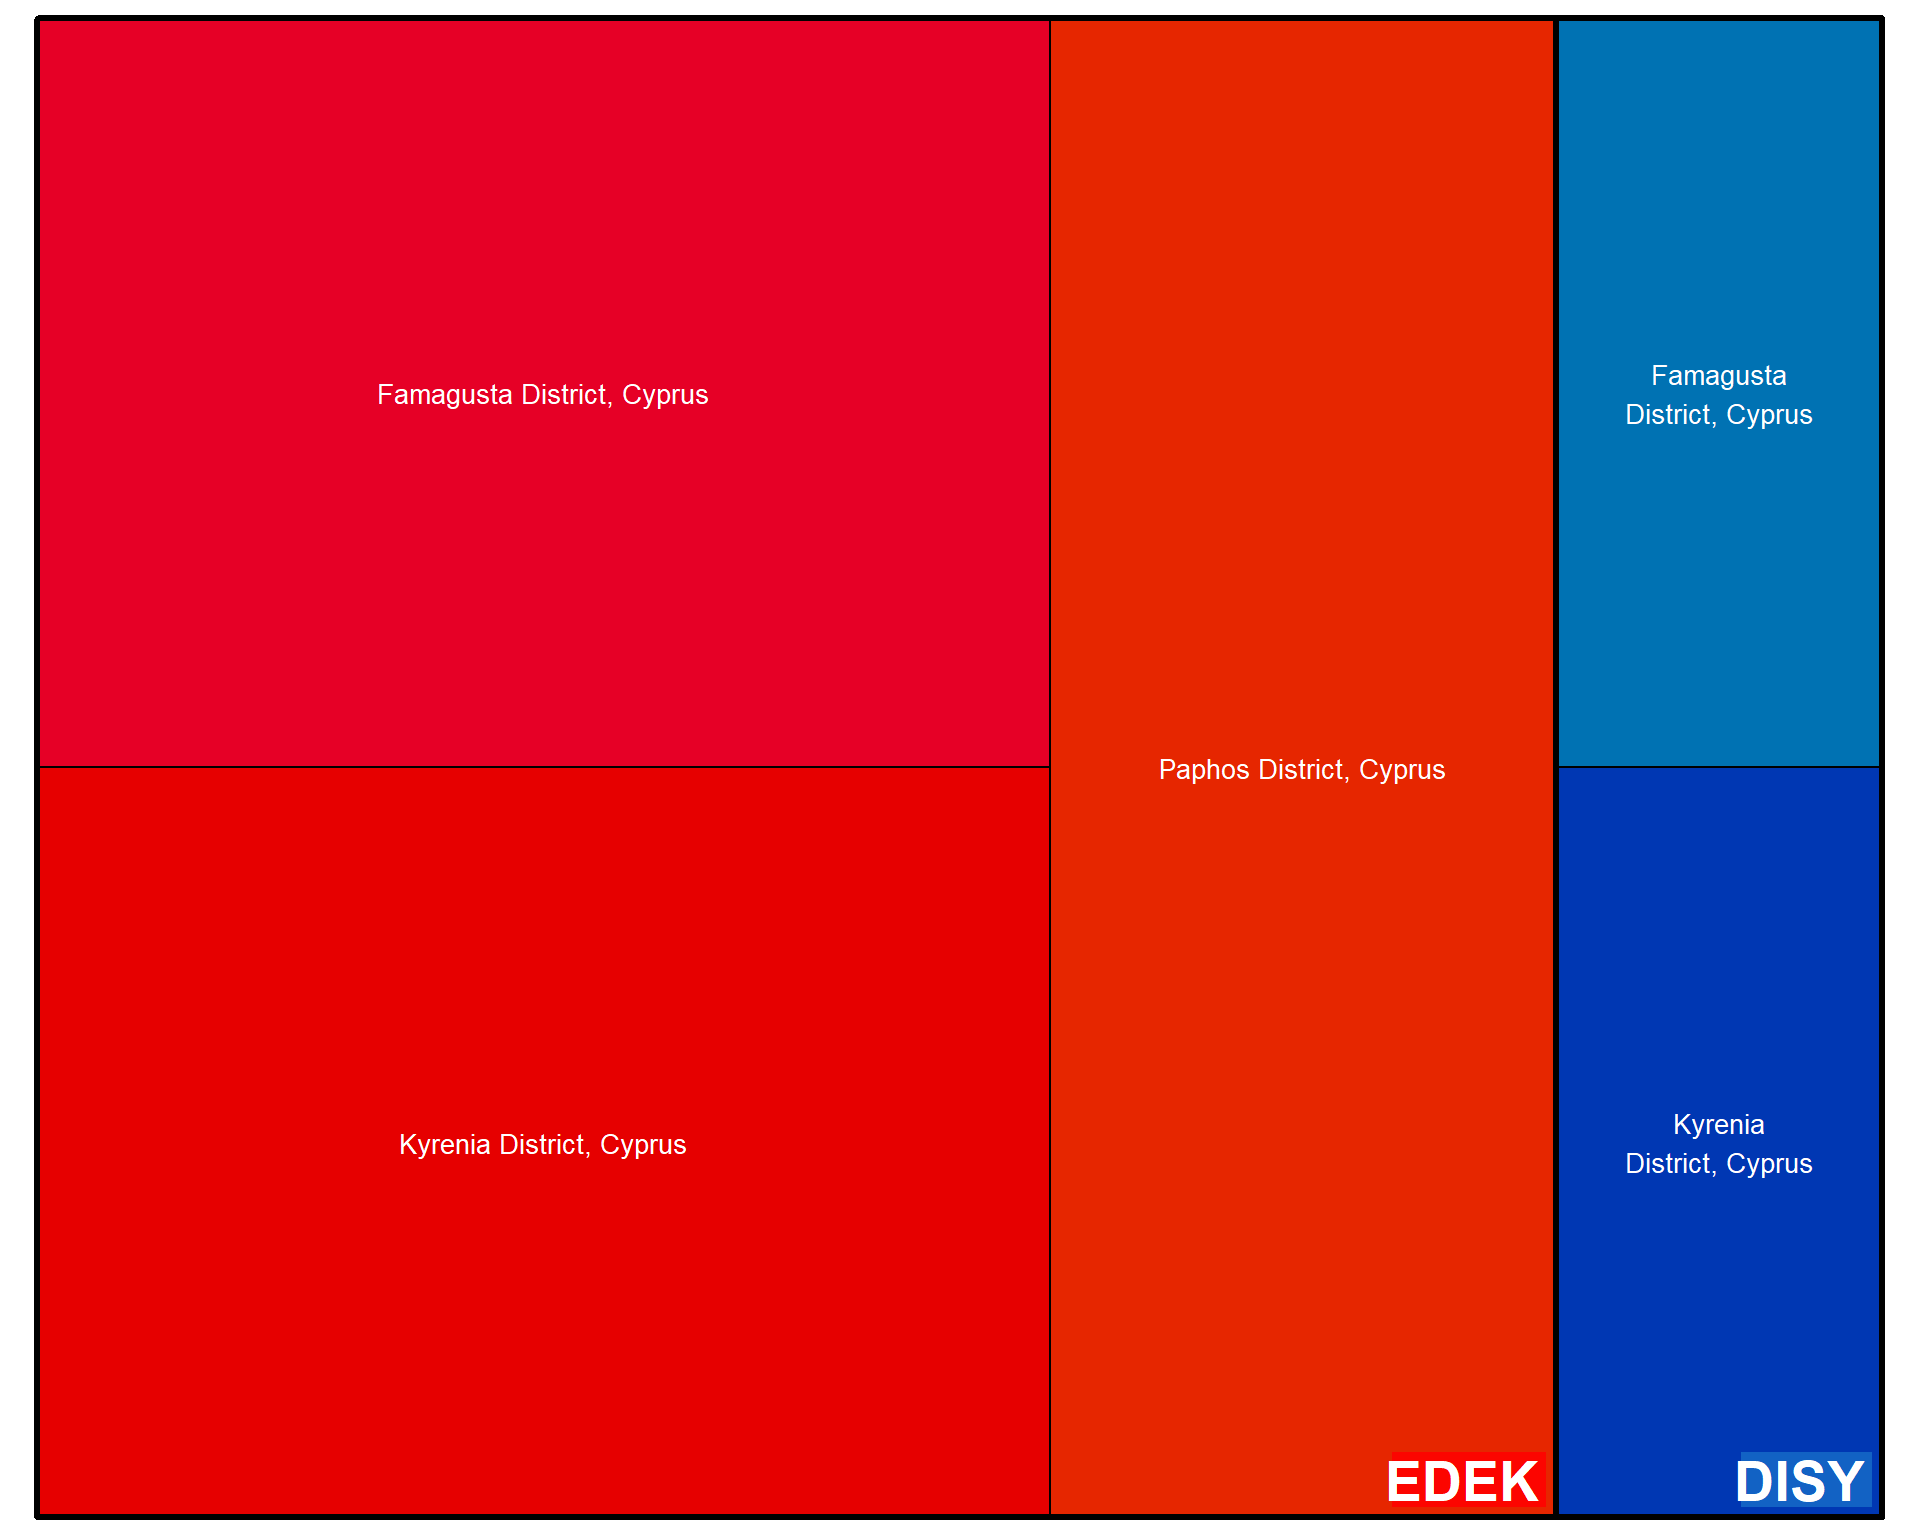 Famagusta District, Cyprus
Kyrenia District, Cyprus
Paphos District, Cyprus
EDEK
Famagusta
District, Cyprus
Kyrenia
District, Cyprus
DISY